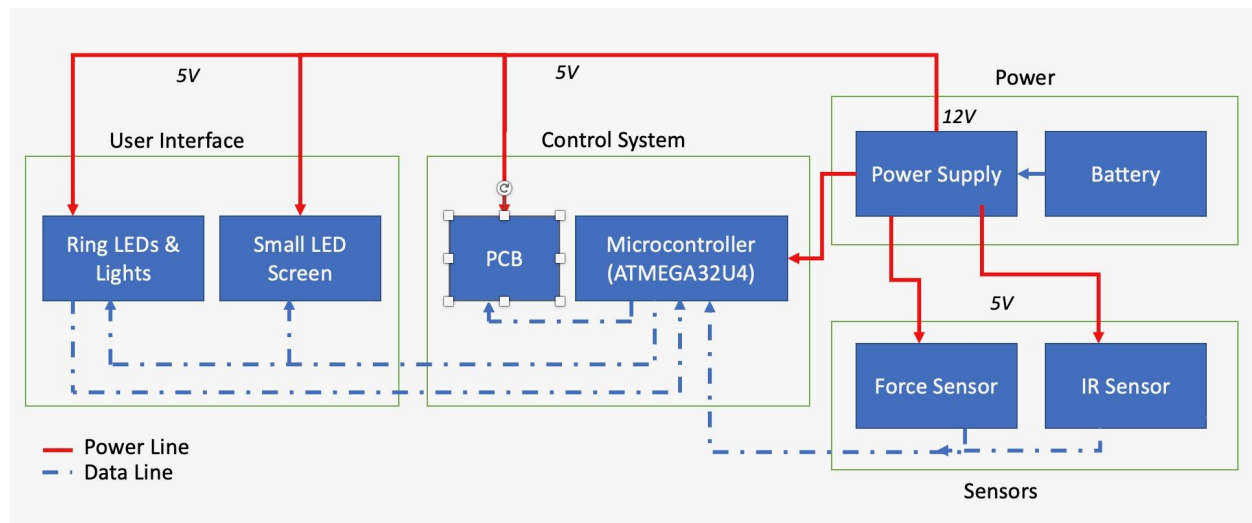 5V
5V
Power
12V
User Interface
Control System
Power Supply
Battery
Ring LEDs &
Lights
Small LED
Screen
PCB
Microcontroller
(ATMEGA32U4)
5V
Force Sensor
IR Sensor
Power Line
Data Line
Sensors